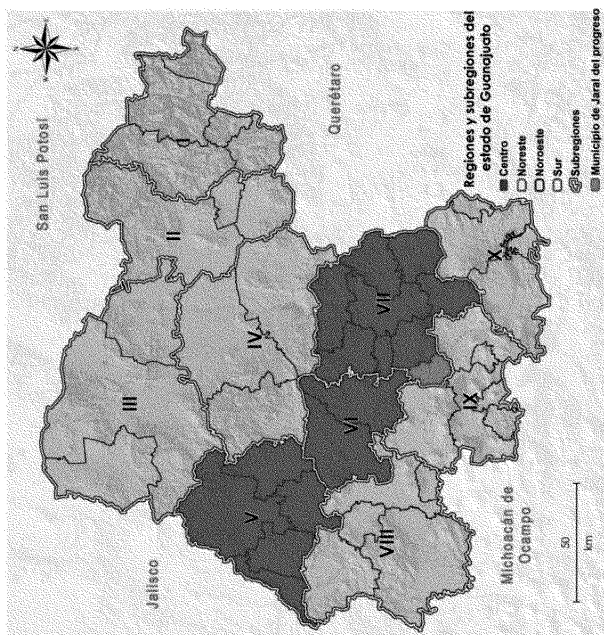 San Luis Potosí
Querétaro
Jalisco
Michoacán de
Ocampo
I
II
III
IV
V
VI
VII
VIII
IX
X
50
km
Regiones y subregiones del
estado de Guanajuato
Centro
Noreste
Noroeste
Sur
Subregiones
Municipio de Jaral del progreso